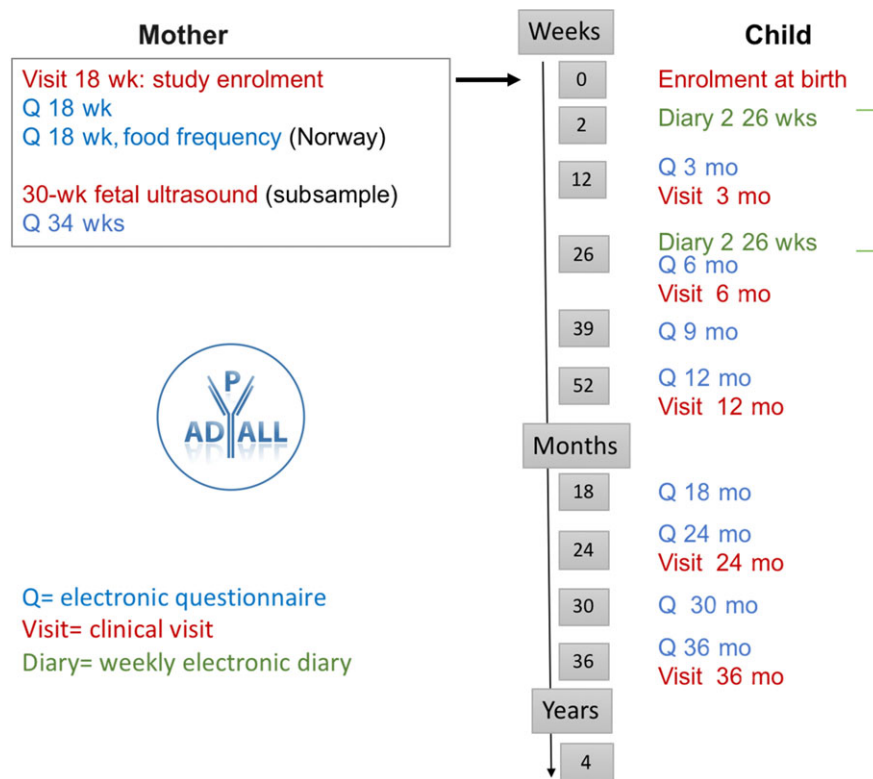 Mother
Visit 18 wk: study enrolment
Q 18 wk
Q 18 wk, food frequency (Norway)
30-wk fetal ultrasound (subsample)
Q 34 wks
P
AD ALL
Q= electronic questionnaire
Visit= clinical visit
Diary= weekly electronic diary
Weeks
0
2
12
26
39
52
Months
18
24
30
36
Years
4
Child
Enrolment at birth
Diary 2 26 wks
Q 3 mo
Visit 3 mo
Diary 2 26 wks
Q 6 mo
Visit 6 mo
Q 9 mo
Q 12 mo
Visit 12 mo
Q 18 mo
Q 24 mo
Visit 24 mo
Q 30 mo
Q 36 mo
Visit 36 mo